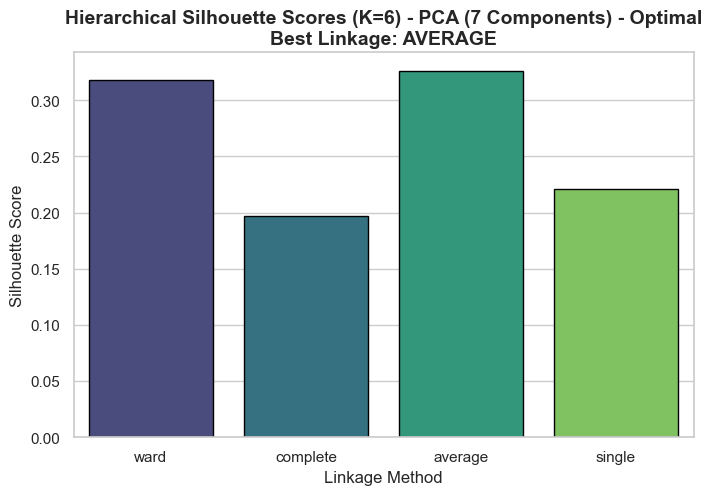 Hierarchical Silhouette Scores (K=6) - PCA (7 Components) - Optimal
Best Linkage: AVERAGE
Silhouette Score
0.30
0.25
0.20
0.15
0.10
0.05
0.00
ward complete average single
Linkage Method